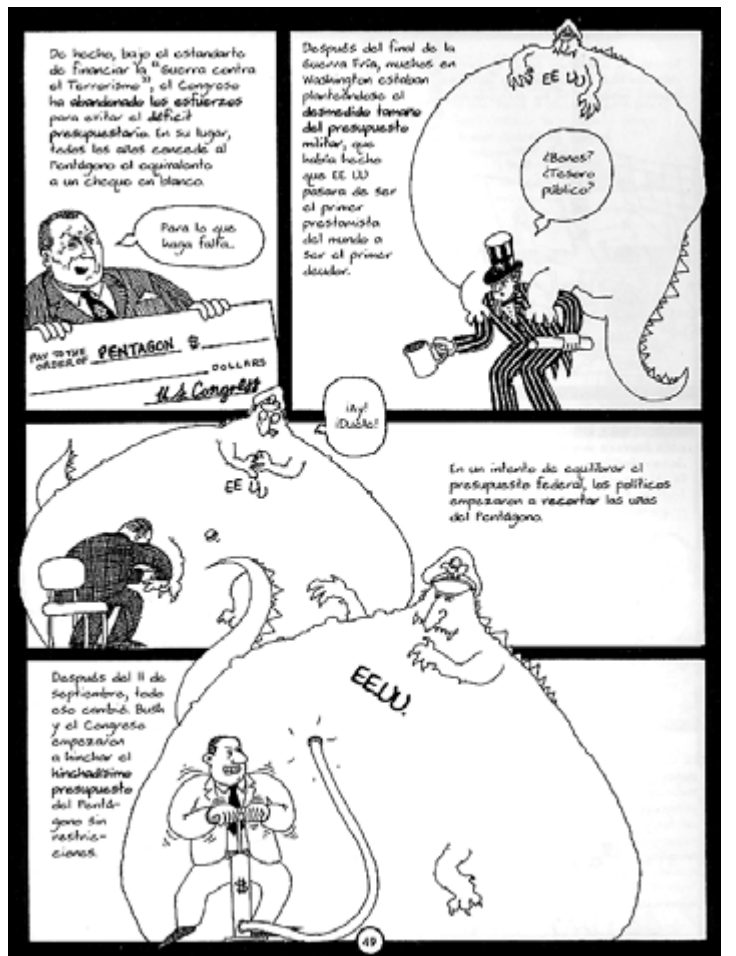 De hecho, bajo el estandarte
de financiar la "Guerra contra
el Terrorismo", el Congreso
ha abandonado los esfuerzos
para evitar el déficit
presupuestario. En su lugar,
todos los años concede al
Pentágono el equivalente
a un cheque en blanco.
Para lo que
haga falta...
PAY TO THE
ORDER OF PENTAGON $
DOLLARS
U.S. Congress
Después del final de la
Guerra Fría, muchos en
Washington estaban
planteándose el
desmedido tamaño
del presupuesto
militar, que
había hecho
que EE UU
pasara de ser
el primer
prestamista
del mundo a
ser el primer
deudor.
EE UU
¿Bonos?
¿Tesoro
público?
¡Ay!
¡Duele!
EE UU
En un intento de equilibrar el
presupuesto federal, los políticos
empezaron a recortar las uñas
del Pentágono.
Después del 11 de
septiembre, todo
eso cambió. Bush
y el Congreso
empezaron
a hinchar el
hinchadísimo
presupuesto
del Pentá-
gono sin
restric-
ciones.
EE.UU.
$
49